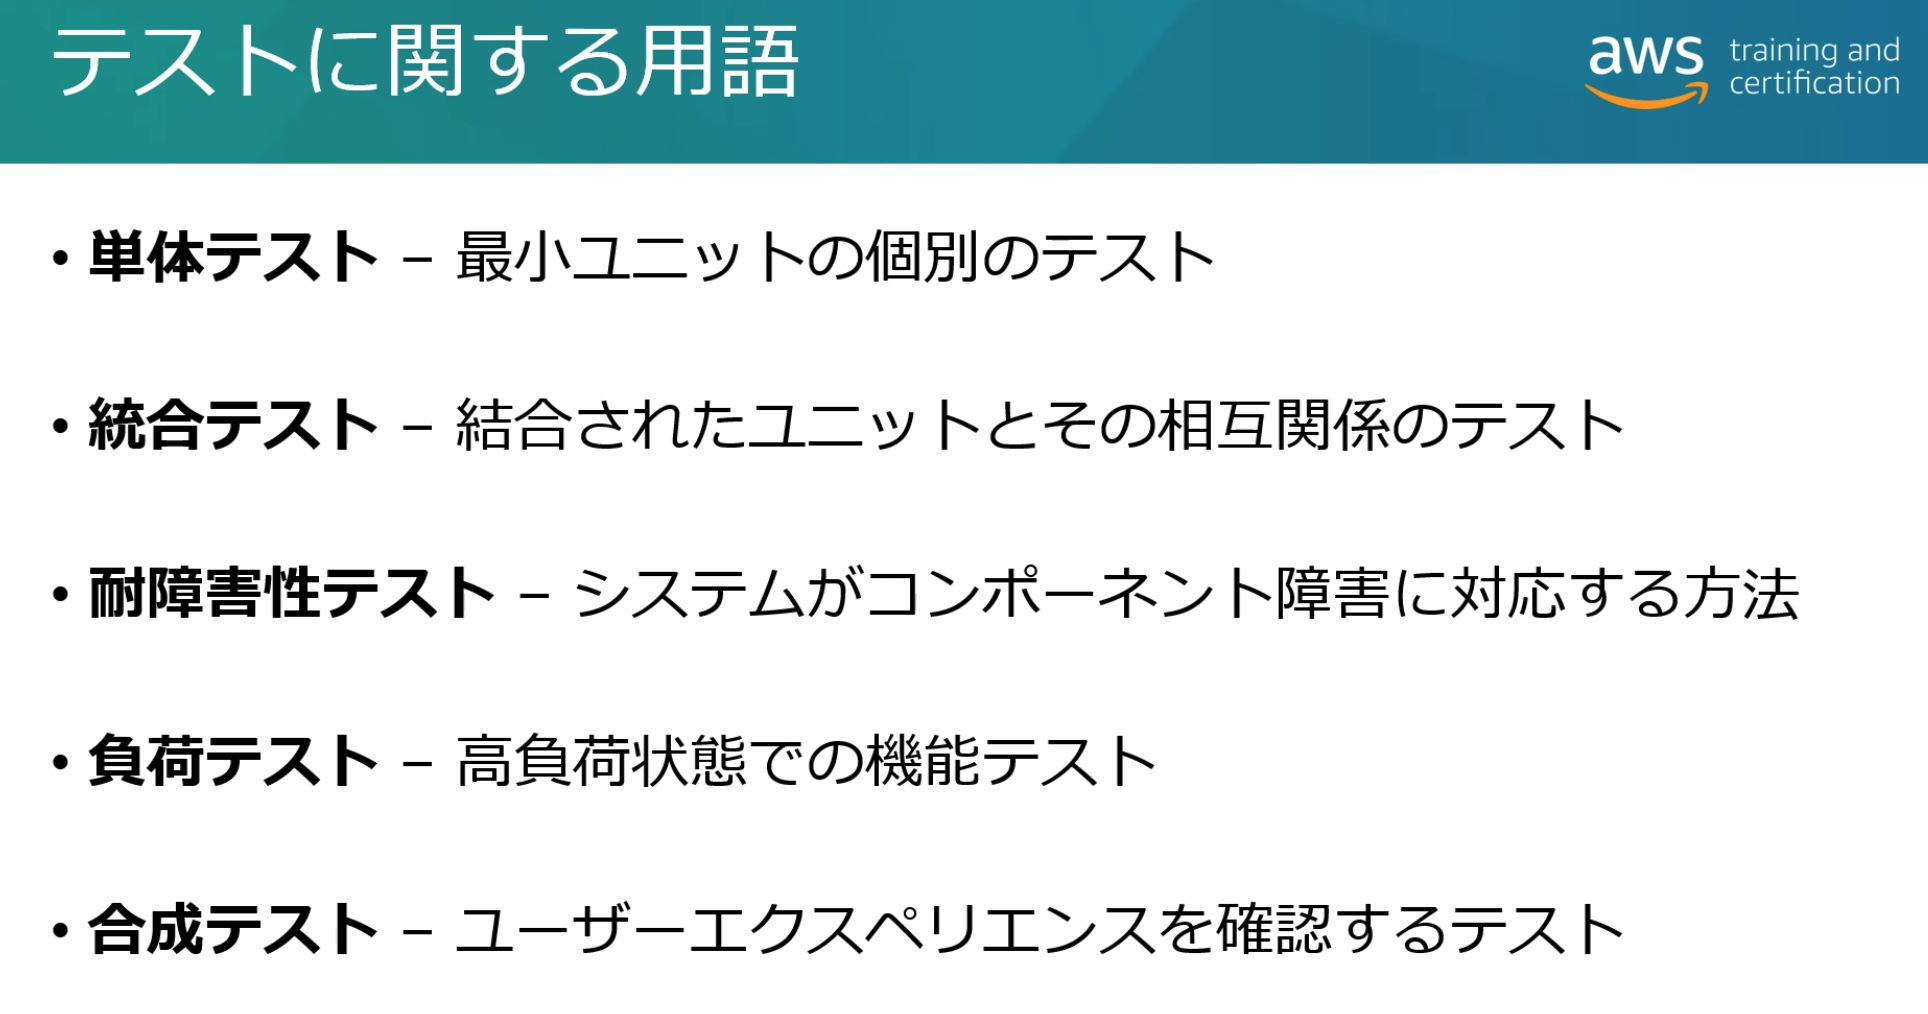 テストに関する用語
aws training and
certification
• 単体テスト – 最小ユニットの個別のテスト
• 統合テスト – 結合されたユニットとその相互関係のテスト
• 耐障害性テスト – システムがコンポーネント障害に対応する方法
• 負荷テスト – 高負荷状態での機能テスト
• 合成テスト – ユーザーエクスペリエンスを確認するテスト